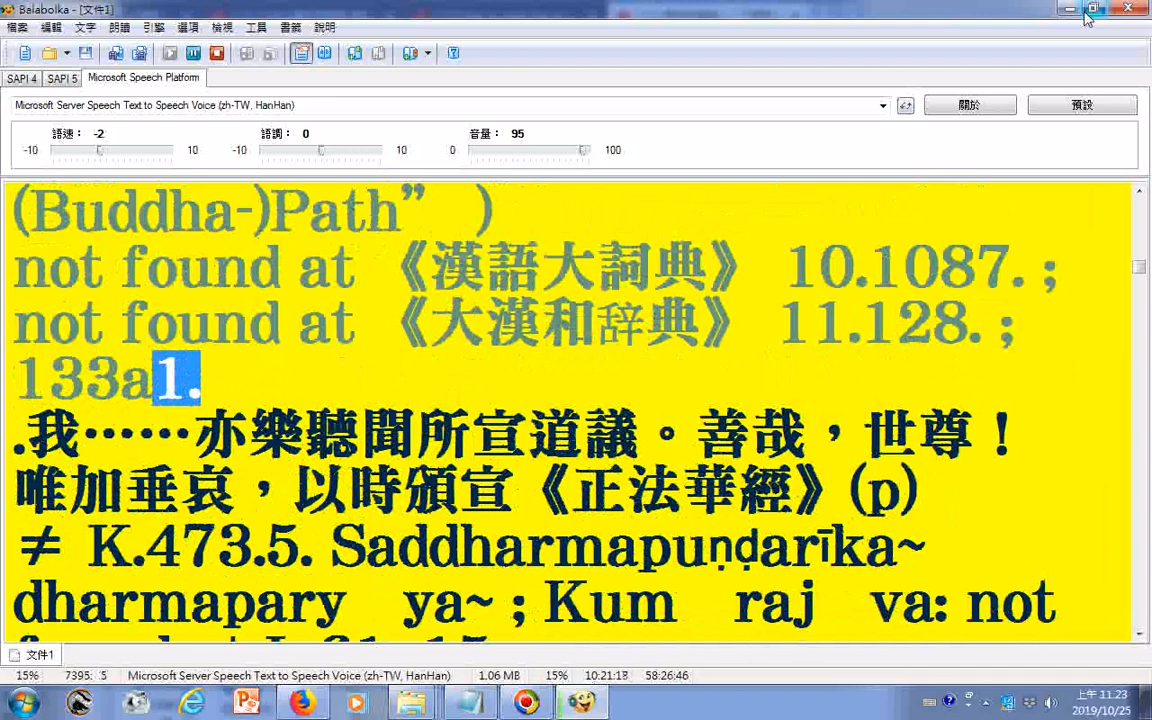 Balabolka - [文件1]
檔案 編輯 文字 朗讀 引擎 選項 檢視 工具 書籤 說明
SAPI 4 SAPI 5 Microsoft Speech Platform
Microsoft Server Speech Text to Speech Voice (zh-TW, HanHan) 關於 預設
語速： -2 語調： 0 音量： 95
-10 10 -10 10 0 100
(Buddha-)Path” )
not found at 《漢語大詞典》 10.1087. ;
not found at 《大漢和辞典》 11.128. ;
133a1.
.我……亦樂聽聞所宣道議。善哉，世尊！
唯加垂哀，以時頒宣《正法華經》(p)
≠ K.473.5. Saddharmapuṇḍarīka~
dharmapary ya~ ; Kum raj va: not
文件1
15% 7395: 5 Microsoft Server Speech Text to Speech Voice (zh-TW, HanHan) 1.06 MB 15% 10:21:18 58:26:46
上午 11:23
2019/10/25